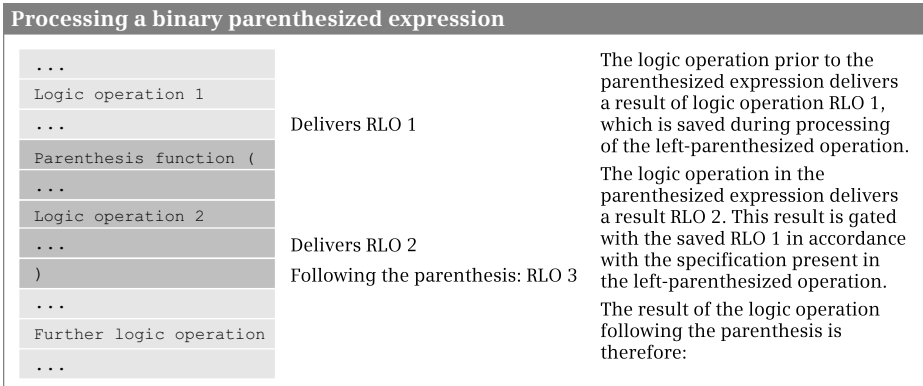 Processing a binary parenthesized expression
...
Logic operation 1
...
Parenthesis function (
...
Logic operation 2
...
)
...
Further logic operation
...
Delivers RLO 1
Delivers RLO 2
Following the parenthesis: RLO 3
The logic operation prior to the
parenthesized expression delivers
a result of logic operation RLO 1,
which is saved during processing
of the left-parenthesized operation.
The logic operation in the
parenthesized expression delivers
a result RLO 2. This result is gated
with the saved RLO 1 in accordance
with the specification present in
the left-parenthesized operation.
The result of the logic operation
following the parenthesis is
therefore: